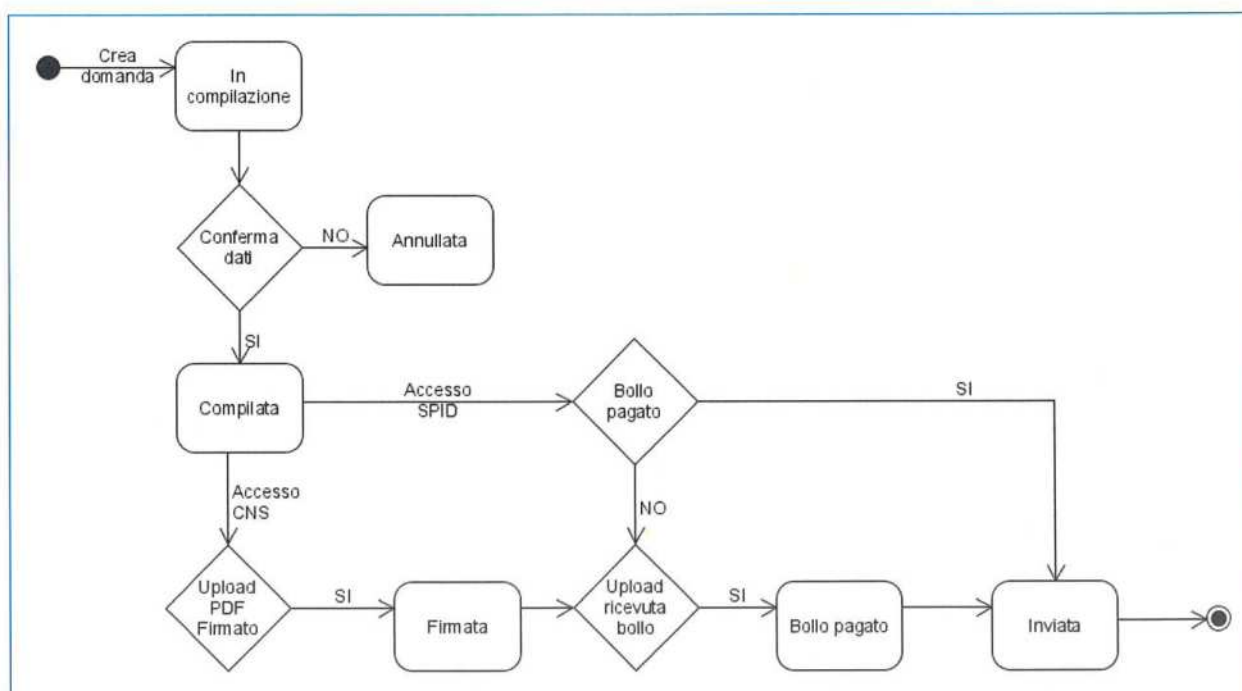 Crea
domanda
In
compilazione
Conferma
dati
NO
Annullata
SI
Compilata
Accesso
SPID
Bollo
pagato
SI
Accesso
CNS
NO
Upload
PDF
Firmato
SI
Firmata
Upload
ricevuta
bollo
SI
Bollo pagato
Inviata